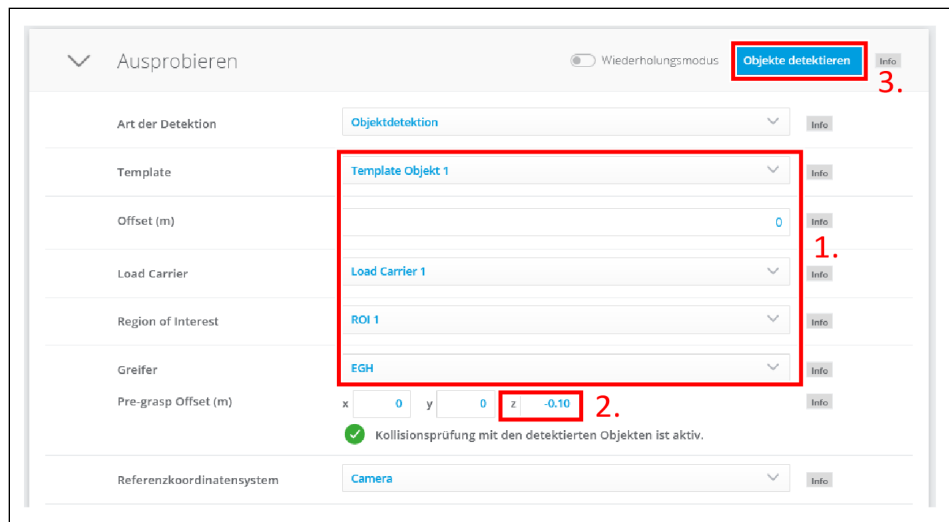 Ausprobieren Wiederholungsmodus Objekte detektieren Info
3.
Art der Detektion Objektdetektion Info
Template Template Objekt 1 Info
Offset (m) 0 Info
1.
Load Carrier Load Carrier 1 Info
Region of Interest ROI 1 Info
Greifer EGH Info
Pre-grasp Offset (m) x 0 y 0 z -0.10 2. Info
Kollisionsprüfung mit den detektierten Objekten ist aktiv.
Referenzkoordinatensystem Camera Info